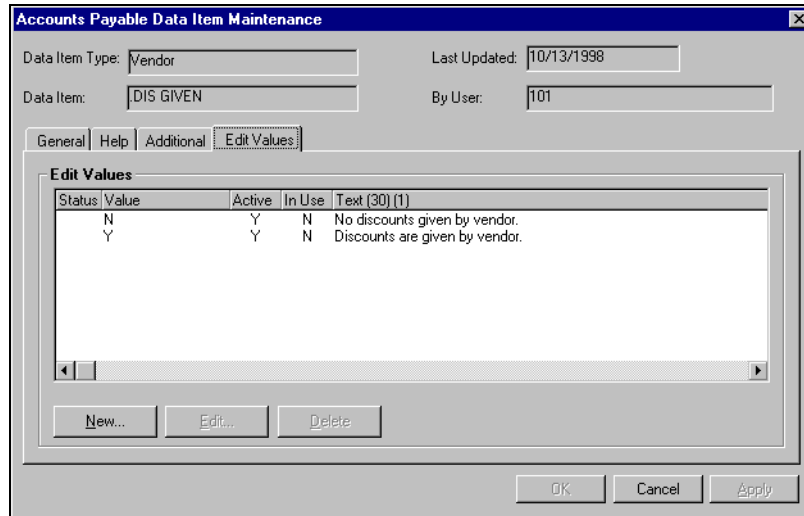 Accounts Payable Data Item Maintenance
Data Item Type: Vendor Last Updated: 10/13/1998
Data Item: .DIS GIVEN By User: 101
General Help Additional Edit Values
Edit Values
Status Value Active In Use Text (30) (1)
N Y N No discounts given by vendor.
Y Y N Discounts are given by vendor.
New... Edit... Delete
OK Cancel Apply